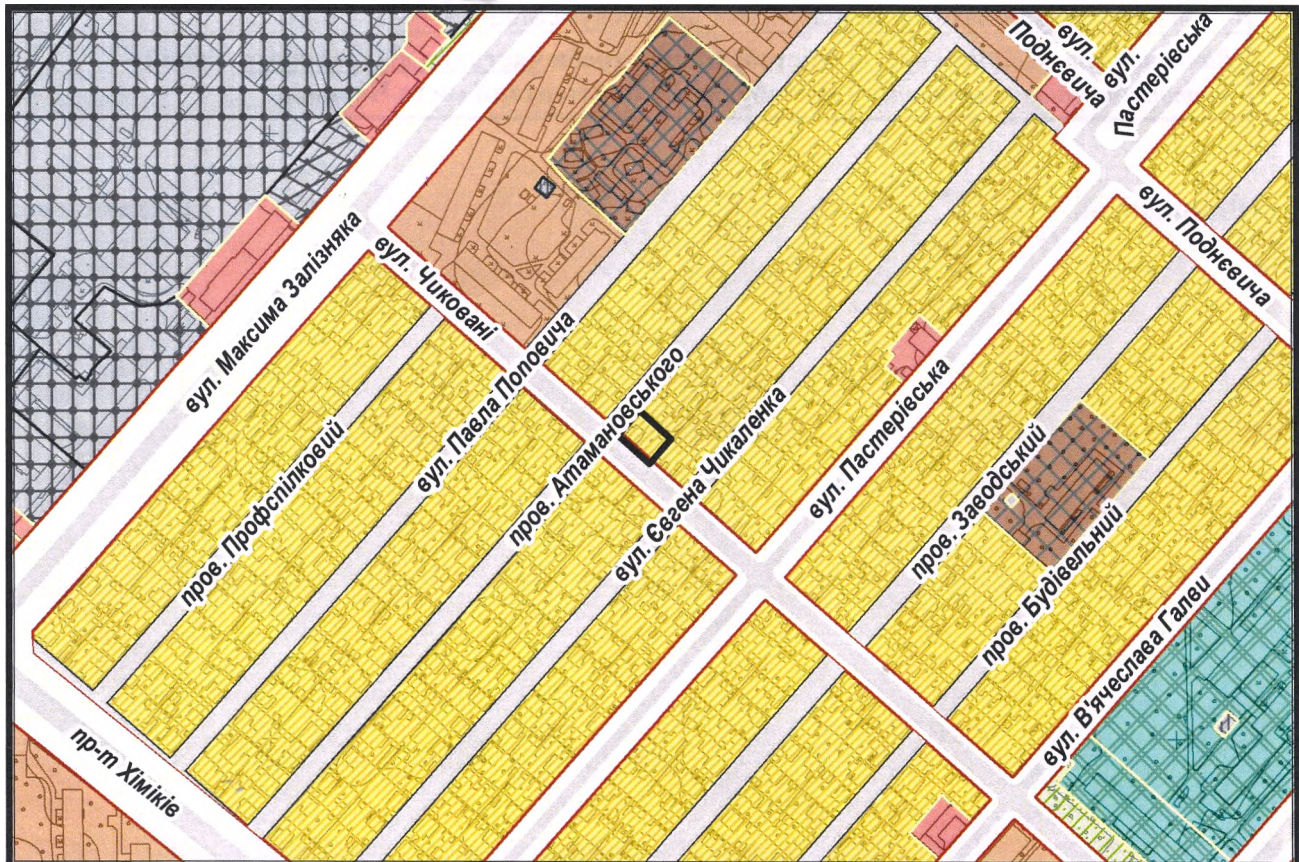 вул.
Поднєвича
вул.
Пастерівська
вул. Поднєвича
вул. Максима Залізняка
вул. Чиковані
вул. Павла Поповича
пров. Атамановського
вул. Євгена Чикаленка
вул. Пастерівська
пров. Профспілковий
пров. Заводський
пров. Будівельний
вул. В'ячеслава Галви
пр-т Хіміків